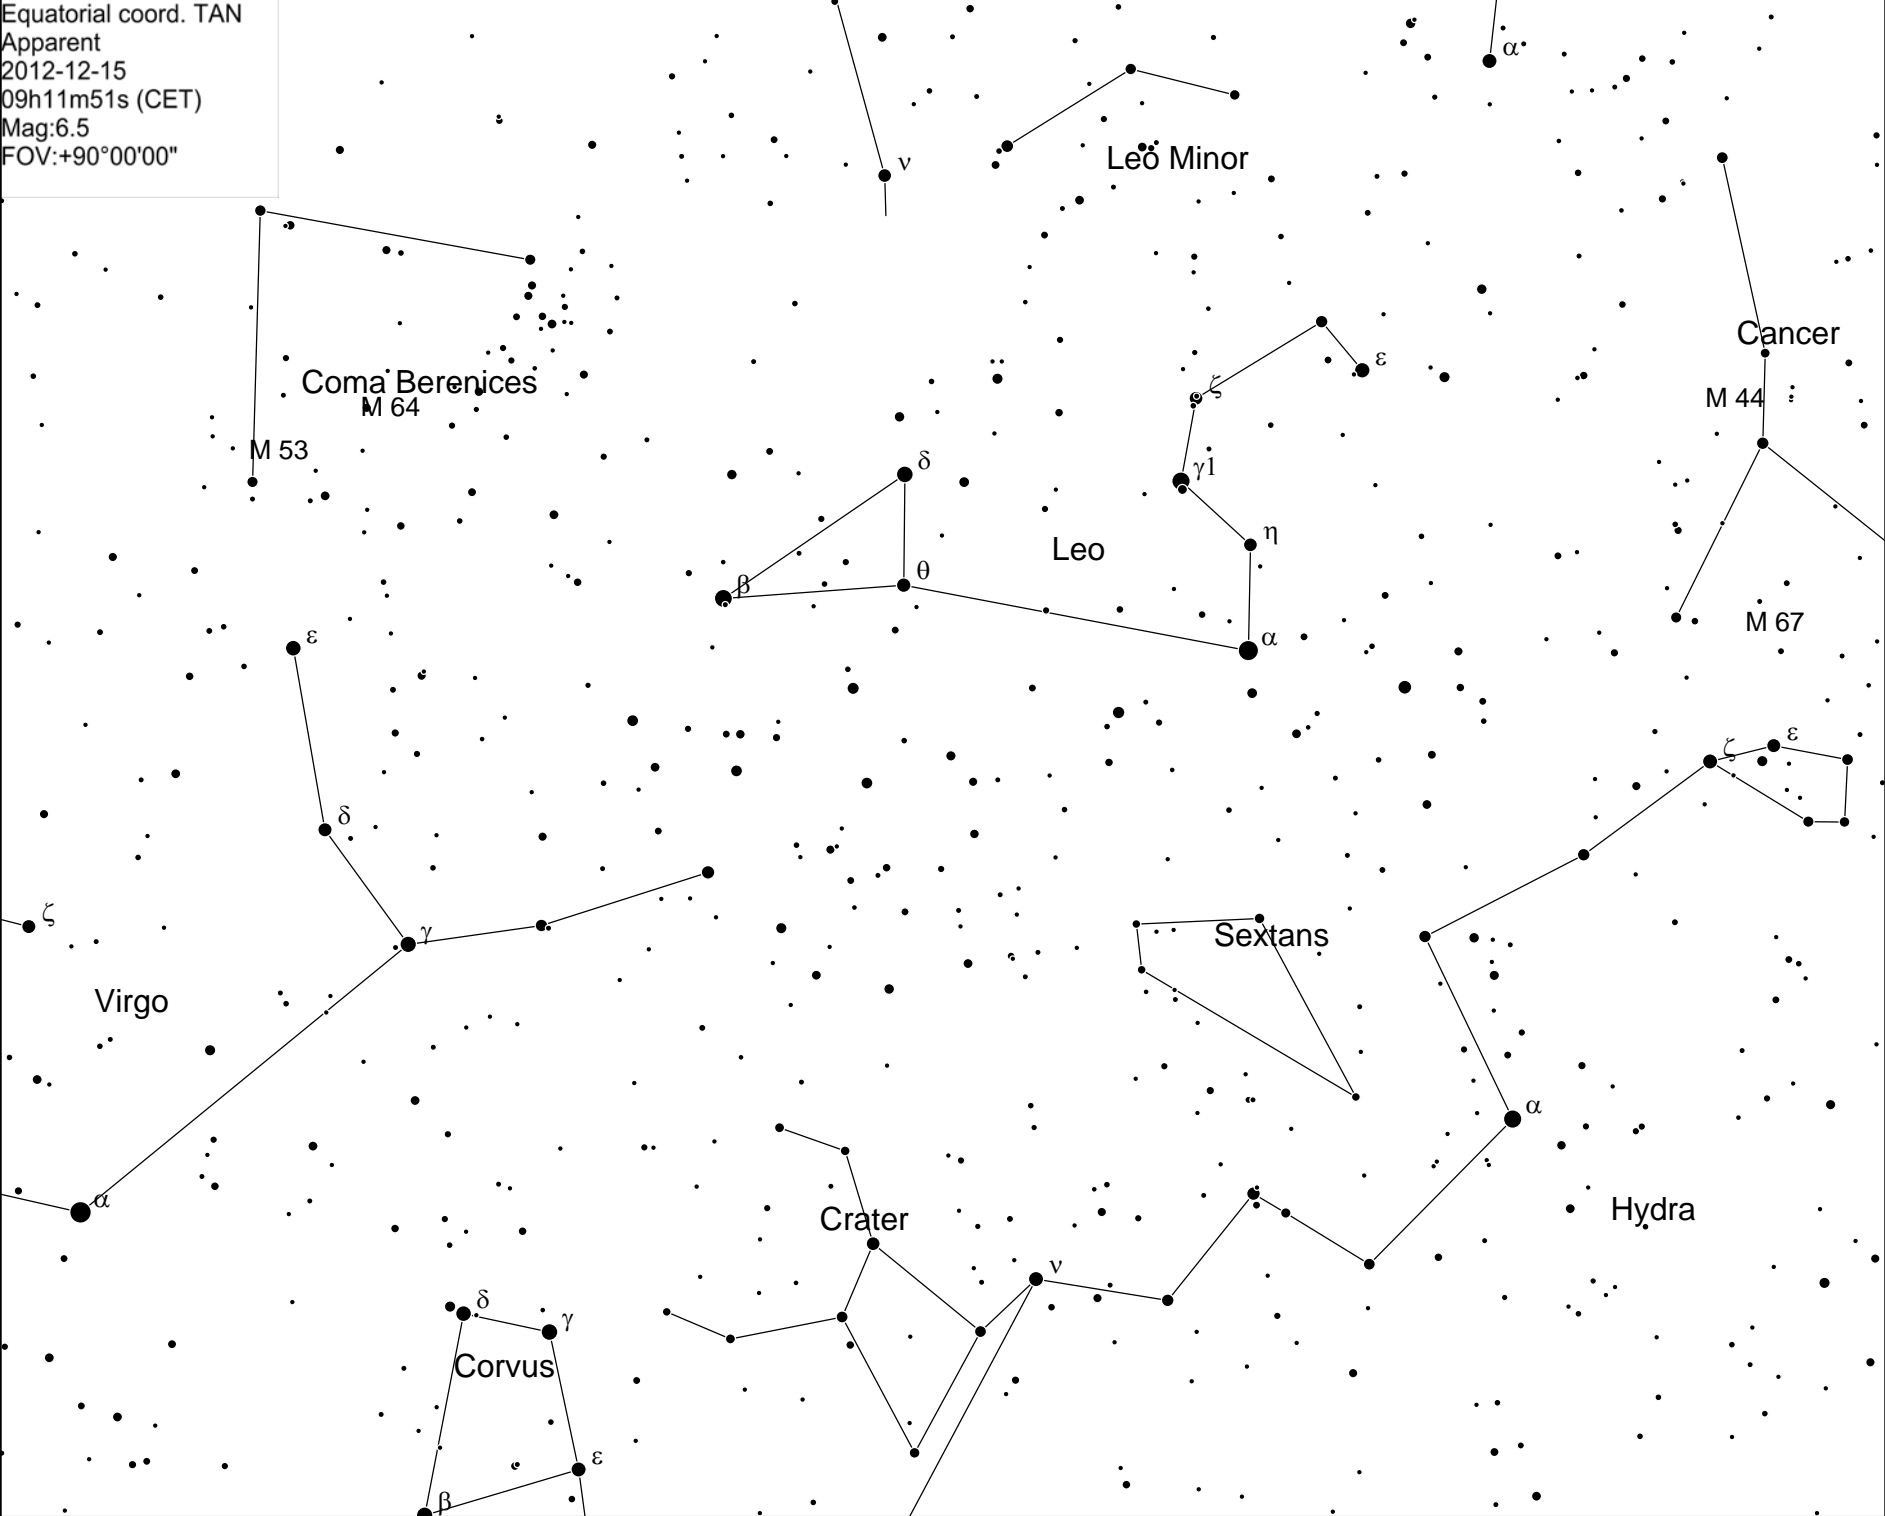 Equatorial coord. TAN
Apparent
2012-12-15
09h11m51s (CET)
Mag:6.5
FOV:+90°00'00"
α
ν
Leo Minor
Cancer
ε
ζ
Coma Berenices
M 64
M 44
M 53
δ
γ1
η
Leo
β
θ
α
M 67
ε
ζ
ε
δ
ζ
γ
Sextans
Virgo
α
α
Crater
Hydra
ν
δ
γ
Corvus
ε
β